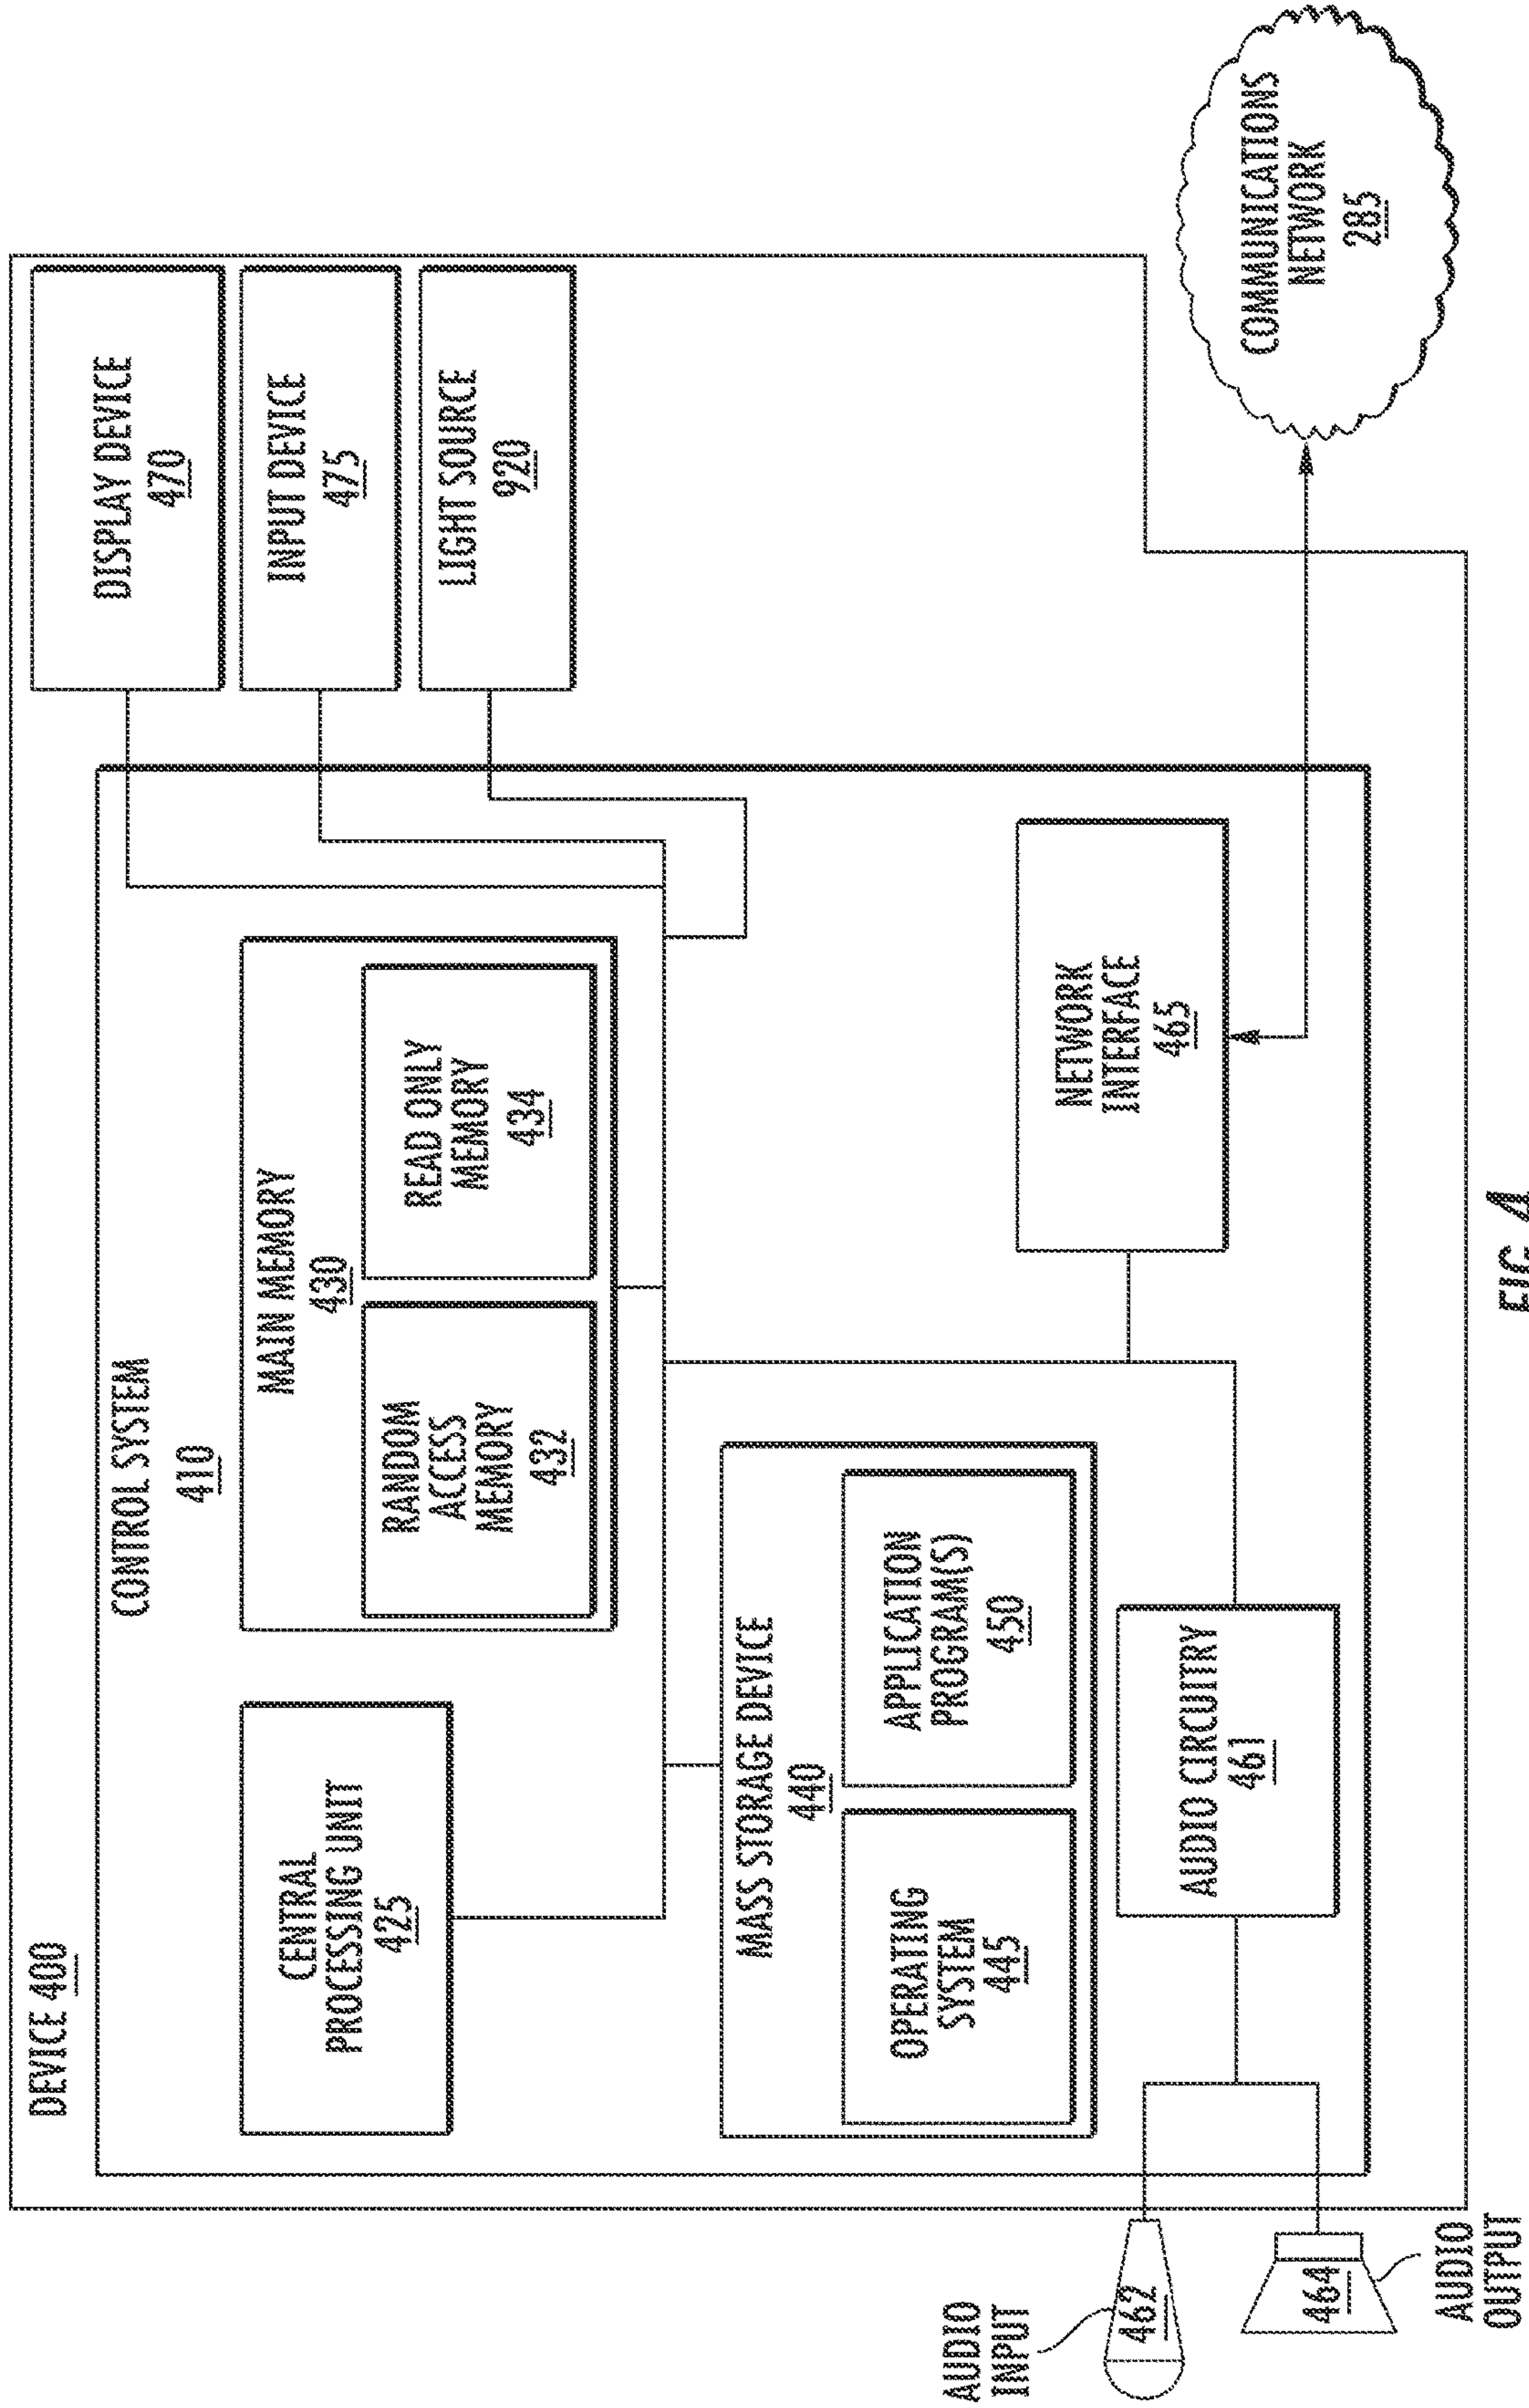 DEVICE 400
CONTROL SYSTEM
410
CENTRAL
PROCESSING UNIT
425
MAIN MEMORY
430
RANDOM
ACCESS
MEMORY
432
READ ONLY
MEMORY
434
DISPLAY DEVICE
470
INPUT DEVICE
475
LIGHT SOURCE
920
MASS STORAGE DEVICE
440
OPERATING
SYSTEM
445
APPLICATION
PROGRAM(S)
450
NETWORK
INTERFACE
465
AUDIO CIRCUITRY
461
AUDIO
INPUT
462
464
AUDIO
OUTPUT
COMMUNICATIONS
NETWORK
285
FIG. 4